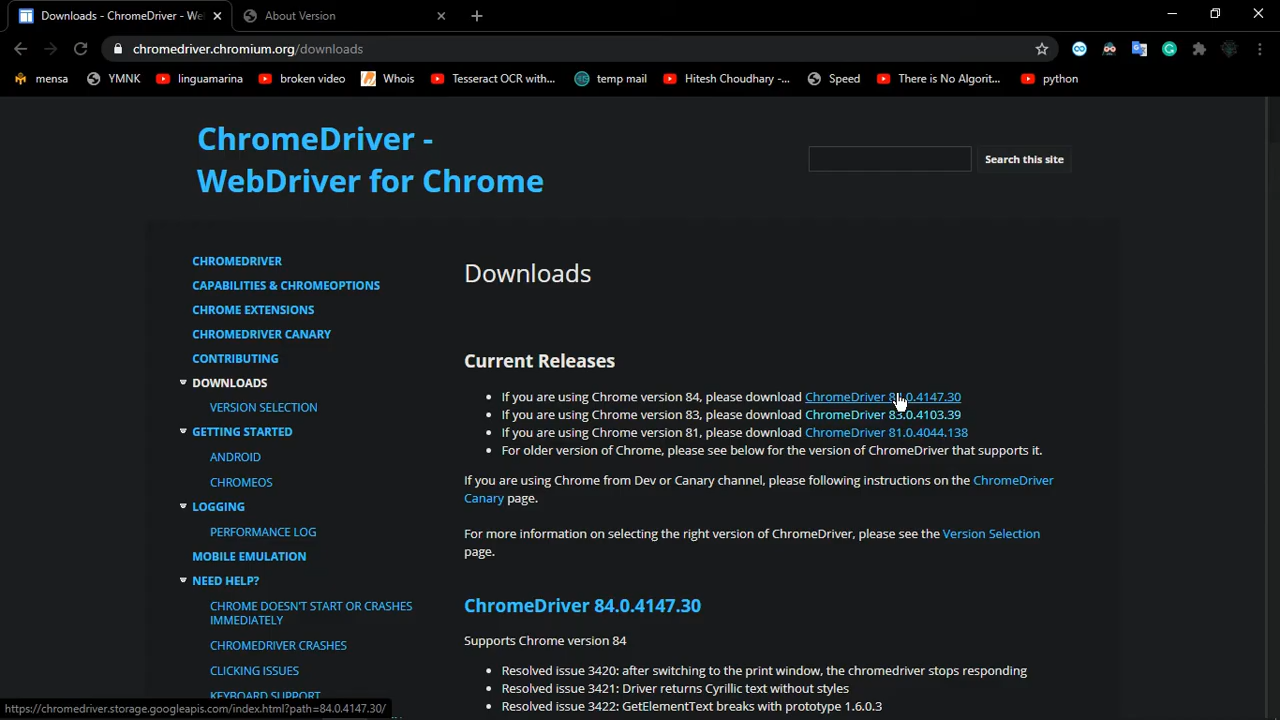 Downloads - ChromeDriver - We
About Version
chromedriver.chromium.org/downloads
mensa
YMNK
linguamarina
broken video
Whois
Tesseract OCR with...
temp mail
Hitesh Choudhary -...
Speed
There is No Algorit...
python
ChromeDriver -
WebDriver for Chrome
Search this site
CHROMEDRIVER
CAPABILITIES & CHROMEOPTIONS
CHROME EXTENSIONS
CHROMEDRIVER CANARY
CONTRIBUTING
DOWNLOADS
VERSION SELECTION
GETTING STARTED
ANDROID
CHROMEOS
LOGGING
PERFORMANCE LOG
MOBILE EMULATION
NEED HELP?
CHROME DOESN'T START OR CRASHES
IMMEDIATELY
CHROMEDRIVER CRASHES
CLICKING ISSUES
KEYBOARD SUPPORT
Downloads
Current Releases
If you are using Chrome version 84, please download ChromeDriver 84.0.4147.30
If you are using Chrome version 83, please download ChromeDriver 83.0.4103.39
If you are using Chrome version 81, please download ChromeDriver 81.0.4044.138
For older version of Chrome, please see below for the version of ChromeDriver that supports it.
If you are using Chrome from Dev or Canary channel, please following instructions on the ChromeDriver
Canary page.
For more information on selecting the right version of ChromeDriver, please see the Version Selection
page.
ChromeDriver 84.0.4147.30
Supports Chrome version 84
Resolved issue 3420: after switching to the print window, the chromedriver stops responding
Resolved issue 3421: Driver returns Cyrillic text without styles
Resolved issue 3422: GetElementText breaks with prototype 1.6.0.3
https://chromedriver.storage.googleapis.com/index.html?path=84.0.4147.30/